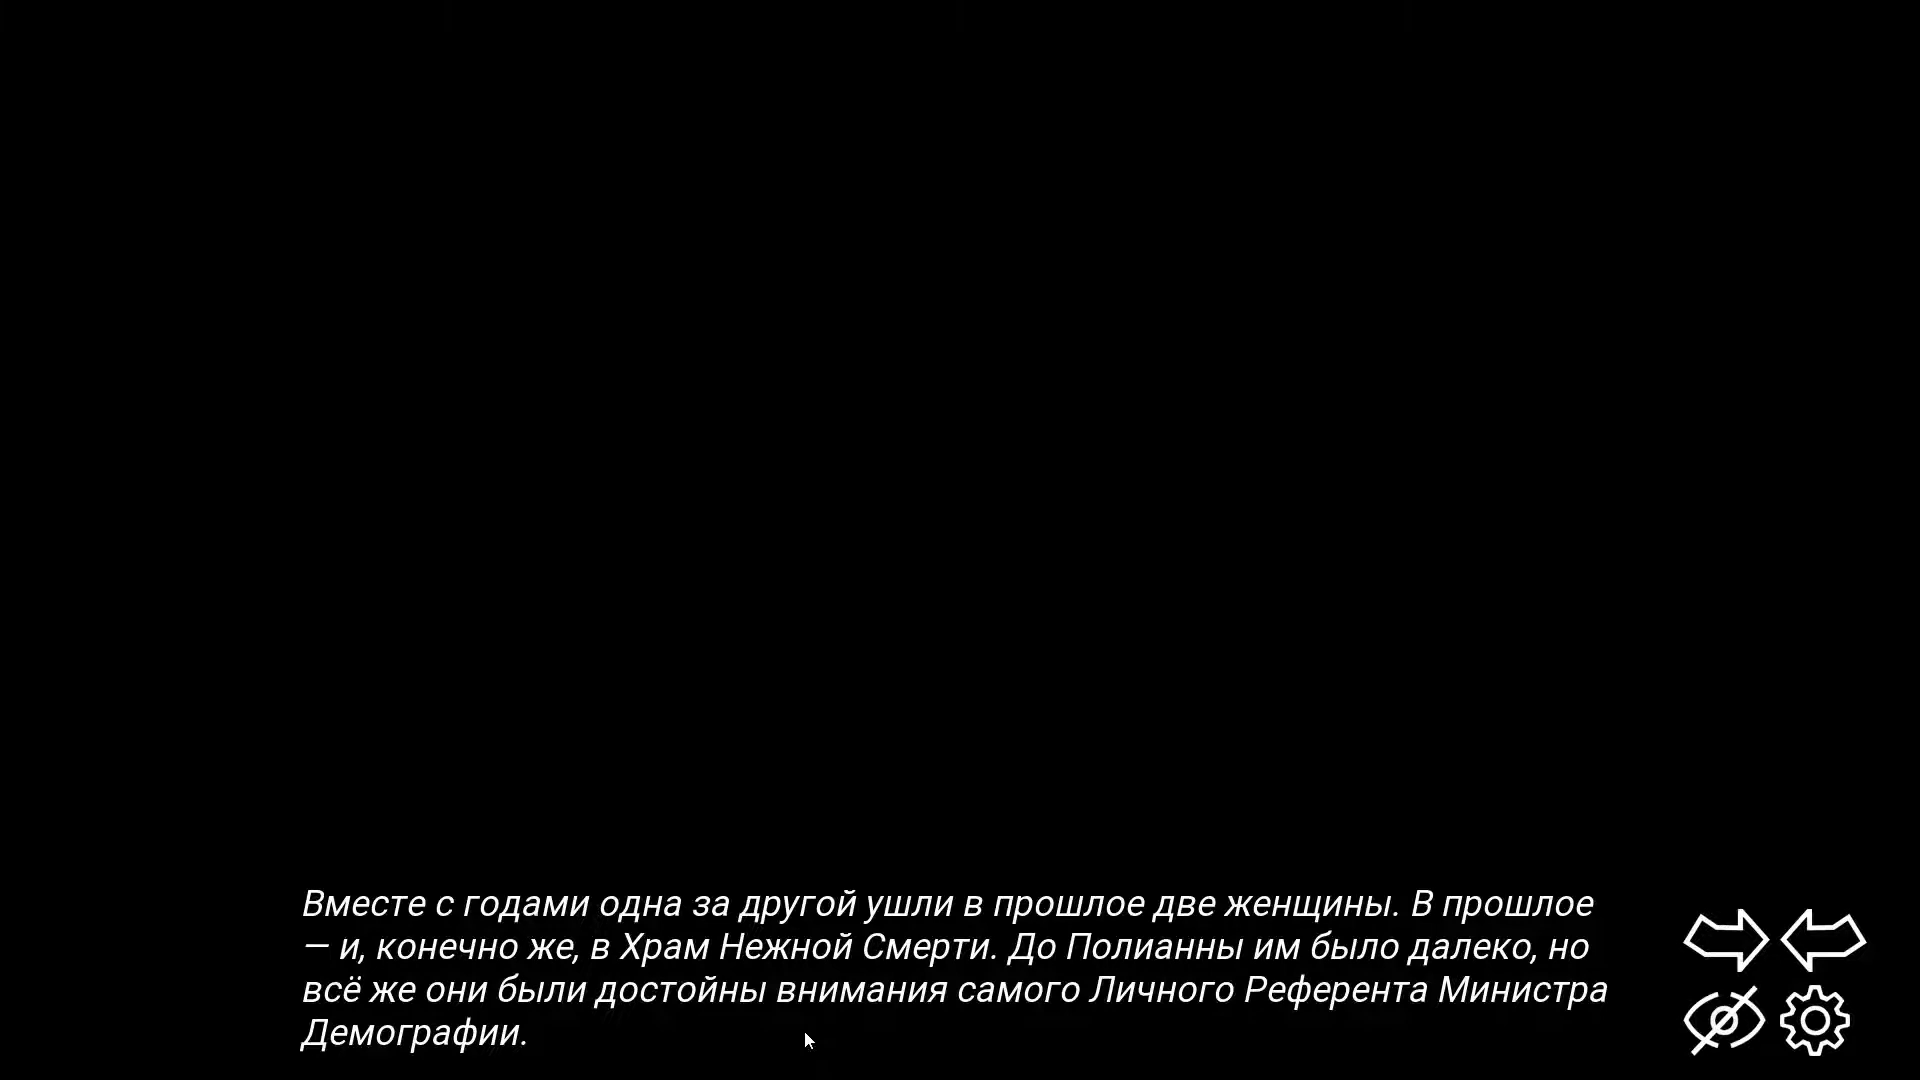 Вместе с годами одна за другой ушли в прошлое две женщины. В прошлое
— и, конечно же, в Храм Нежной Смерти. До Полианны им было далеко, но
всё же они были достойны внимания самого Личного Референта Министра
Демографии.